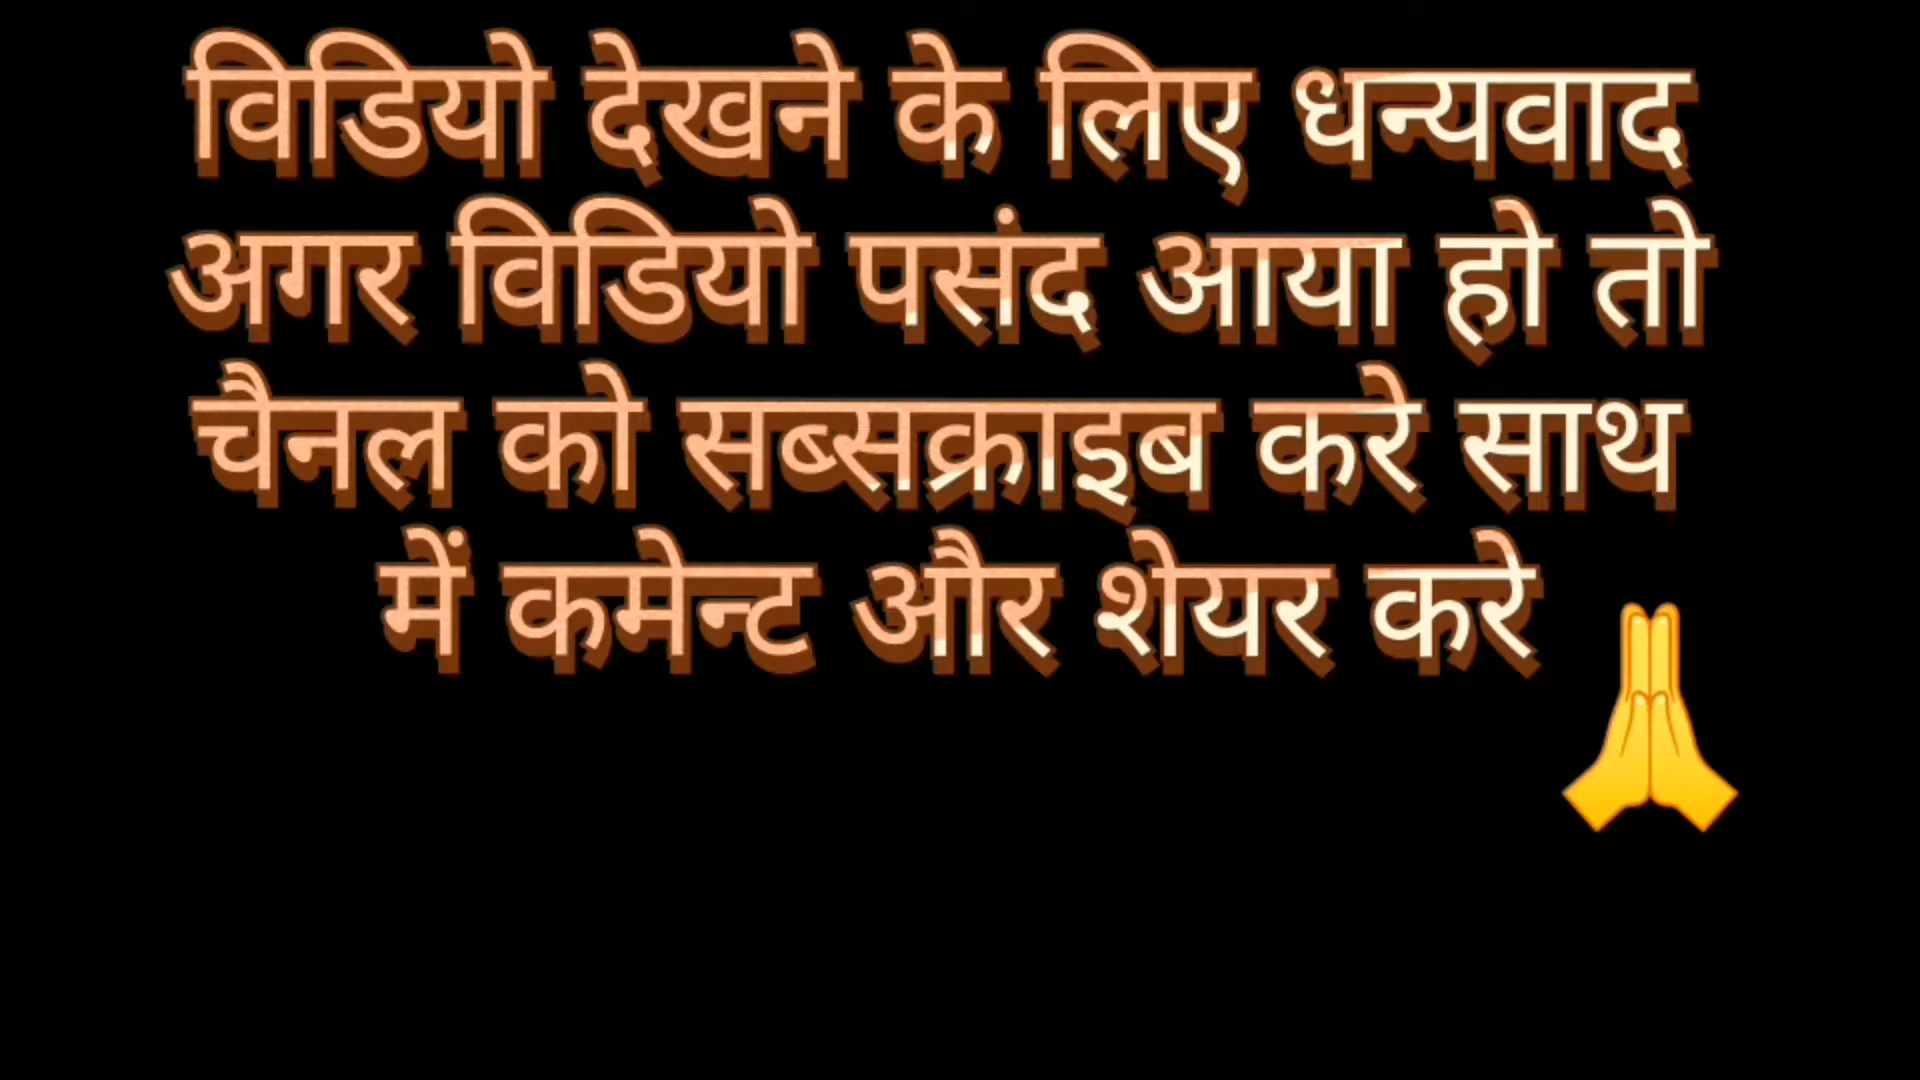 विडियो देखने के लिए धन्यवाद
अगर विडियो पसंद आया हो तो
चैनल को सब्सक्राइब करे साथ
में कमेन्ट और शेयर करे